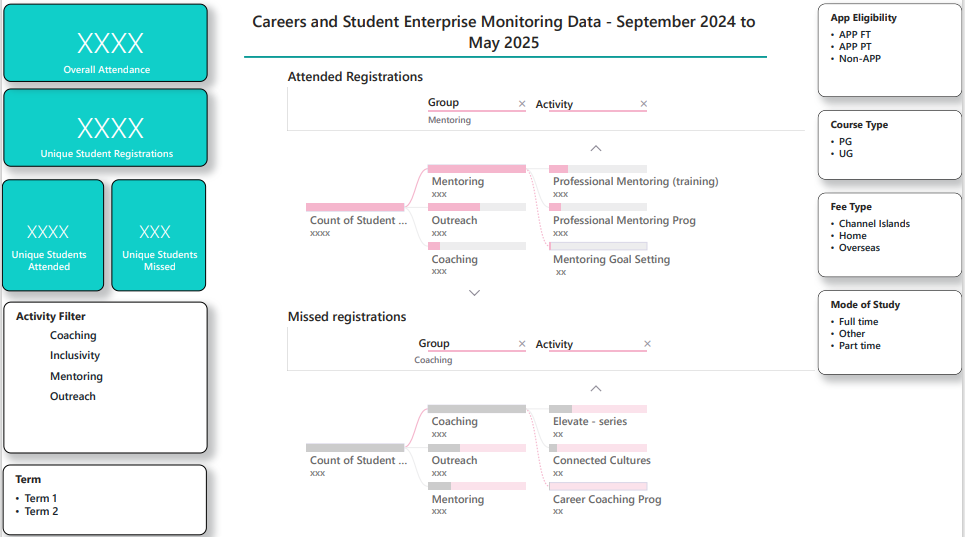 XXXX
Overall Attendance
XXXX
Unique Student Registrations
XXXX
Unique Students
Attended
XXX
Unique Students
Missed
Activity Filter
Coaching
Inclusivity
Mentoring
Outreach
Term
• Term 1
• Term 2
Careers and Student Enterprise Monitoring Data - September 2024 to
May 2025
Attended Registrations
Group ×
Mentoring
Activity ×
Count of Student ...
xxxx
Mentoring
xxx
Outreach
xxx
Coaching
xxx
Professional Mentoring (training)
xxx
Professional Mentoring Prog
xxx
Mentoring Goal Setting
xx
Missed registrations
Group ×
Coaching
Activity ×
Count of Student ...
xxx
Coaching
xxx
Outreach
xxx
Mentoring
xxx
Elevate - series
xx
Connected Cultures
xx
Career Coaching Prog
xx
App Eligibility
• APP FT
• APP PT
• Non-APP
Course Type
• PG
• UG
Fee Type
• Channel Islands
• Home
• Overseas
Mode of Study
• Full time
• Other
• Part time